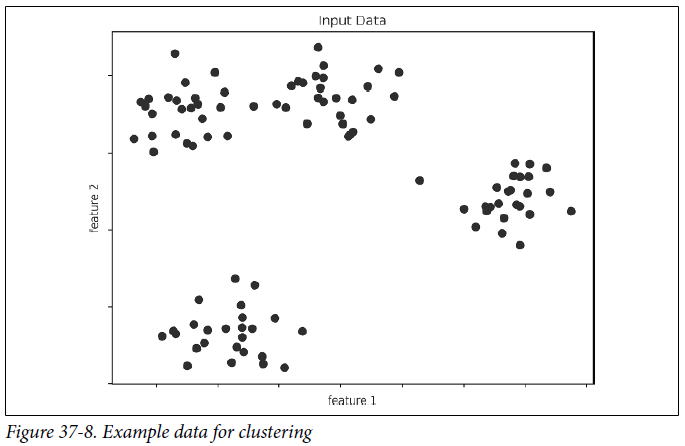 Input Data
feature 2
feature 1
Figure 37-8. Example data for clustering